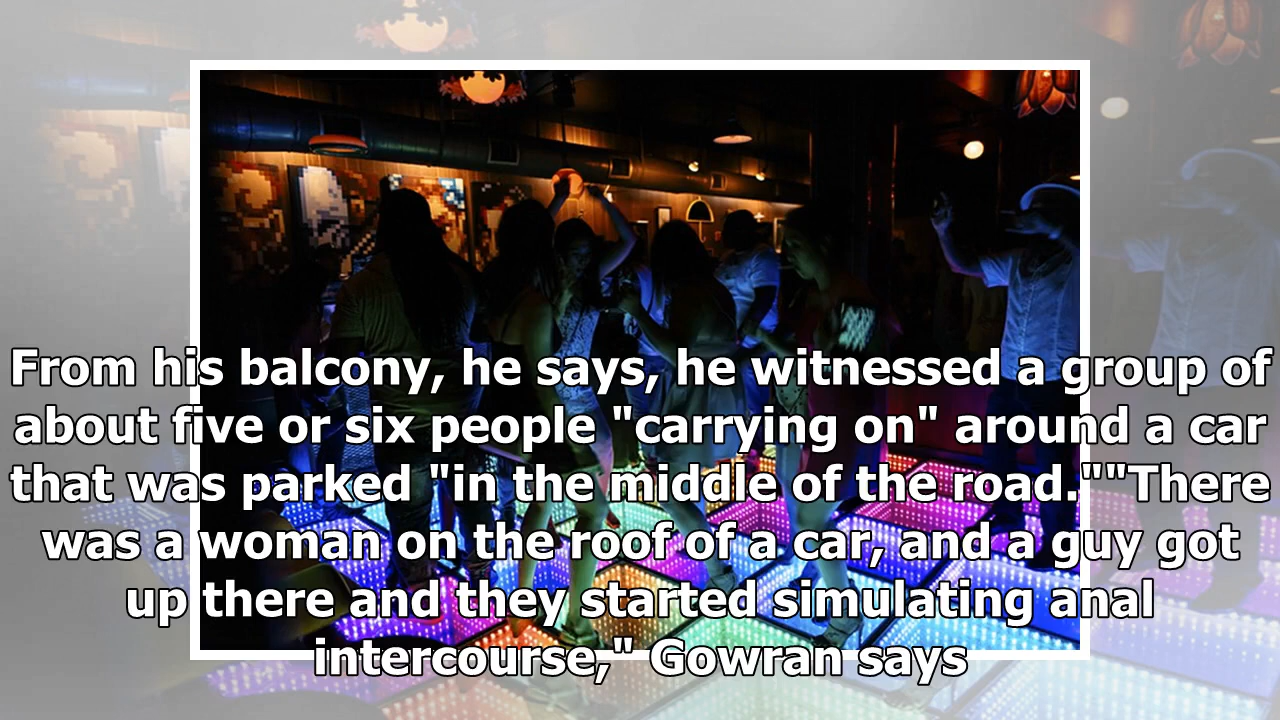 From his balcony, he says, he witnessed a group of
about five or six people "carrying on" around a car
that was parked "in the middle of the road.""There
was a woman on the roof of a car, and a guy got
up there and they started simulating anal
intercourse," Gowran says